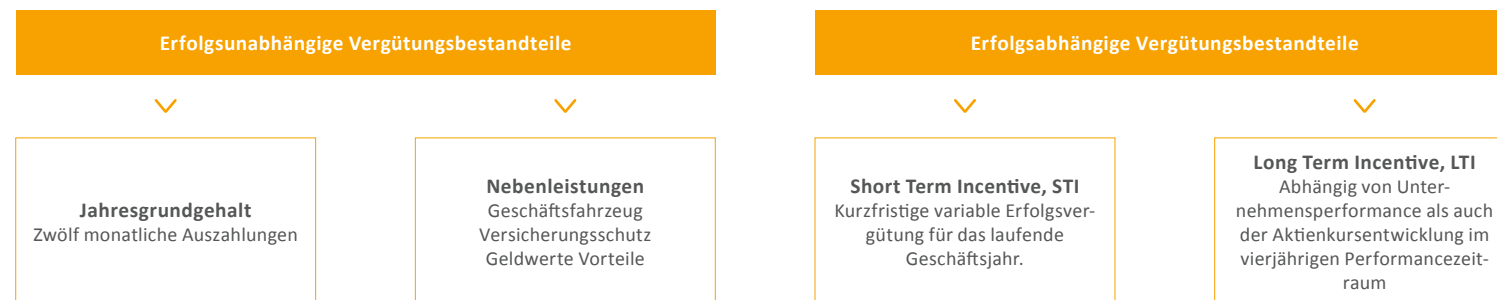 Erfolgsunabhängige Vergütungsbestandteile
Jahresgrundgehalt
Zwölf monatliche Auszahlungen
Nebenleistungen
Geschäftsfahrzeug
Versicherungsschutz
Geldwerte Vorteile
Erfolgsabhängige Vergütungsbestandteile
Short Term Incentive, STI
Kurzfristige variable Erfolgsver-
gütung für das laufende
Geschäftsjahr.
Long Term Incentive, LTI
Abhängig von Unter-
nehmensperformance als auch
der Aktienkursentwicklung im
vierjährigen Performancezeit-
raum